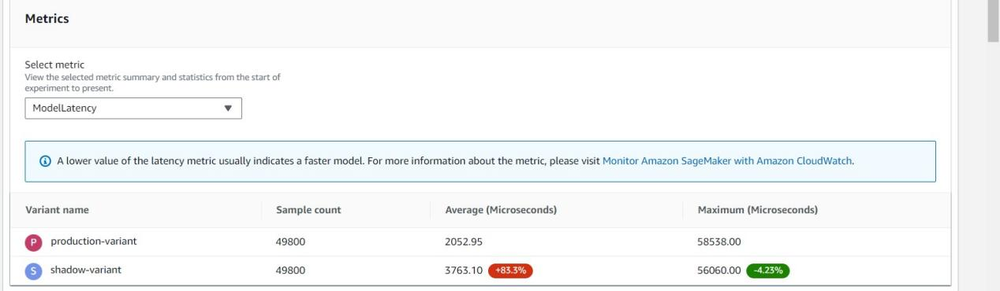 Metrics
Select metric
View the selected metric summary and statistics from the start of
experiment to present.
ModelLatency
A lower value of the latency metric usually indicates a faster model. For more information about the metric, please visit Monitor Amazon SageMaker with Amazon CloudWatch.
Variant name Sample count Average (Microseconds) Maximum (Microseconds)
P production-variant 49800 2052.95 58538.00
S shadow-variant 49800 3763.10 +83.3% 56060.00 -4.23%